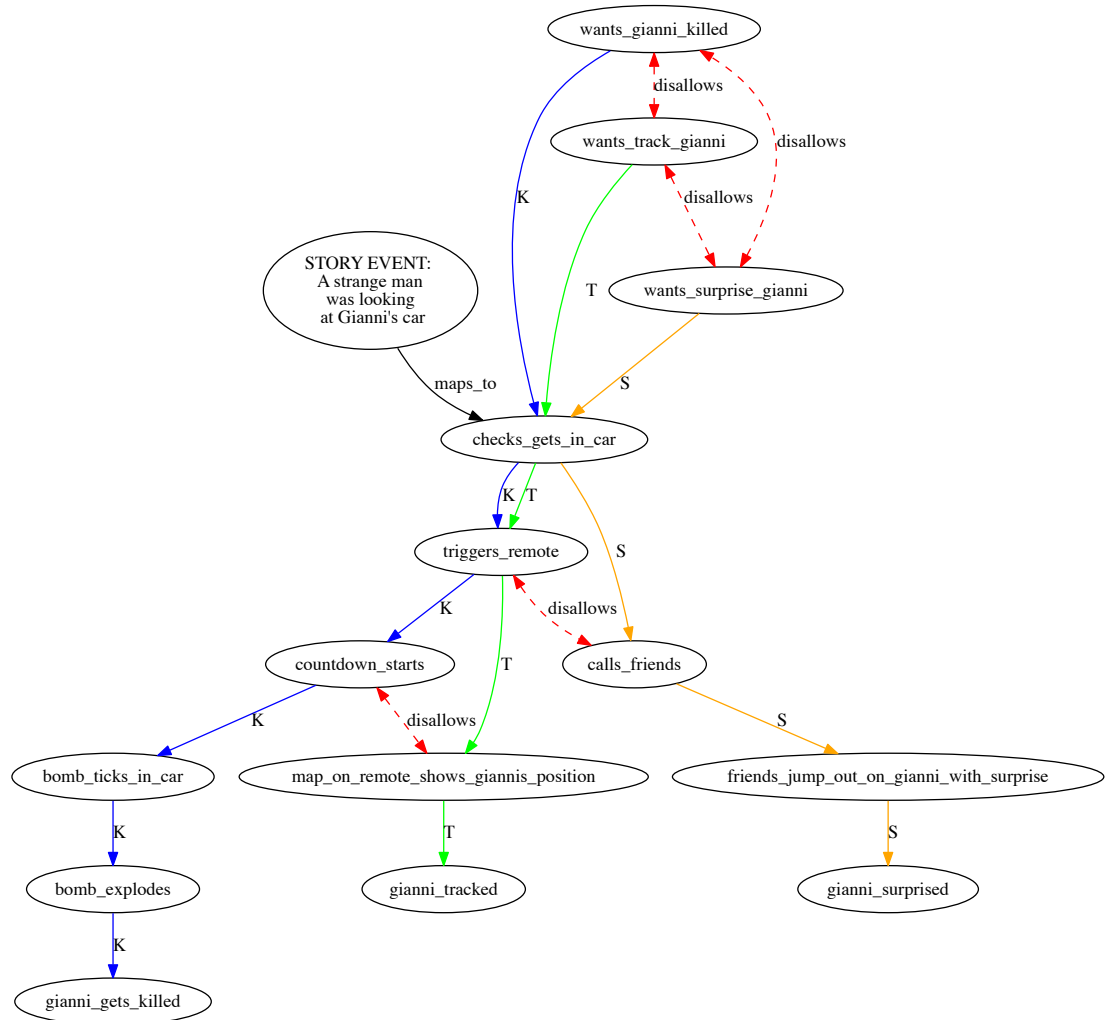 wants_gianni_killed
disallows
wants_track_gianni
disallows
K
disallows
STORY EVENT:
A strange man
was looking
at Gianni's car
T
wants_surprise_gianni
maps_to
S
checks_gets_in_car
K
T
triggers_remote
S
K
disallows
countdown_starts
T
calls_friends
K
disallows
S
bomb_ticks_in_car
map_on_remote_shows_giannis_position
friends_jump_out_on_gianni_with_surprise
K
T
S
bomb_explodes
gianni_tracked
gianni_surprised
K
gianni_gets_killed